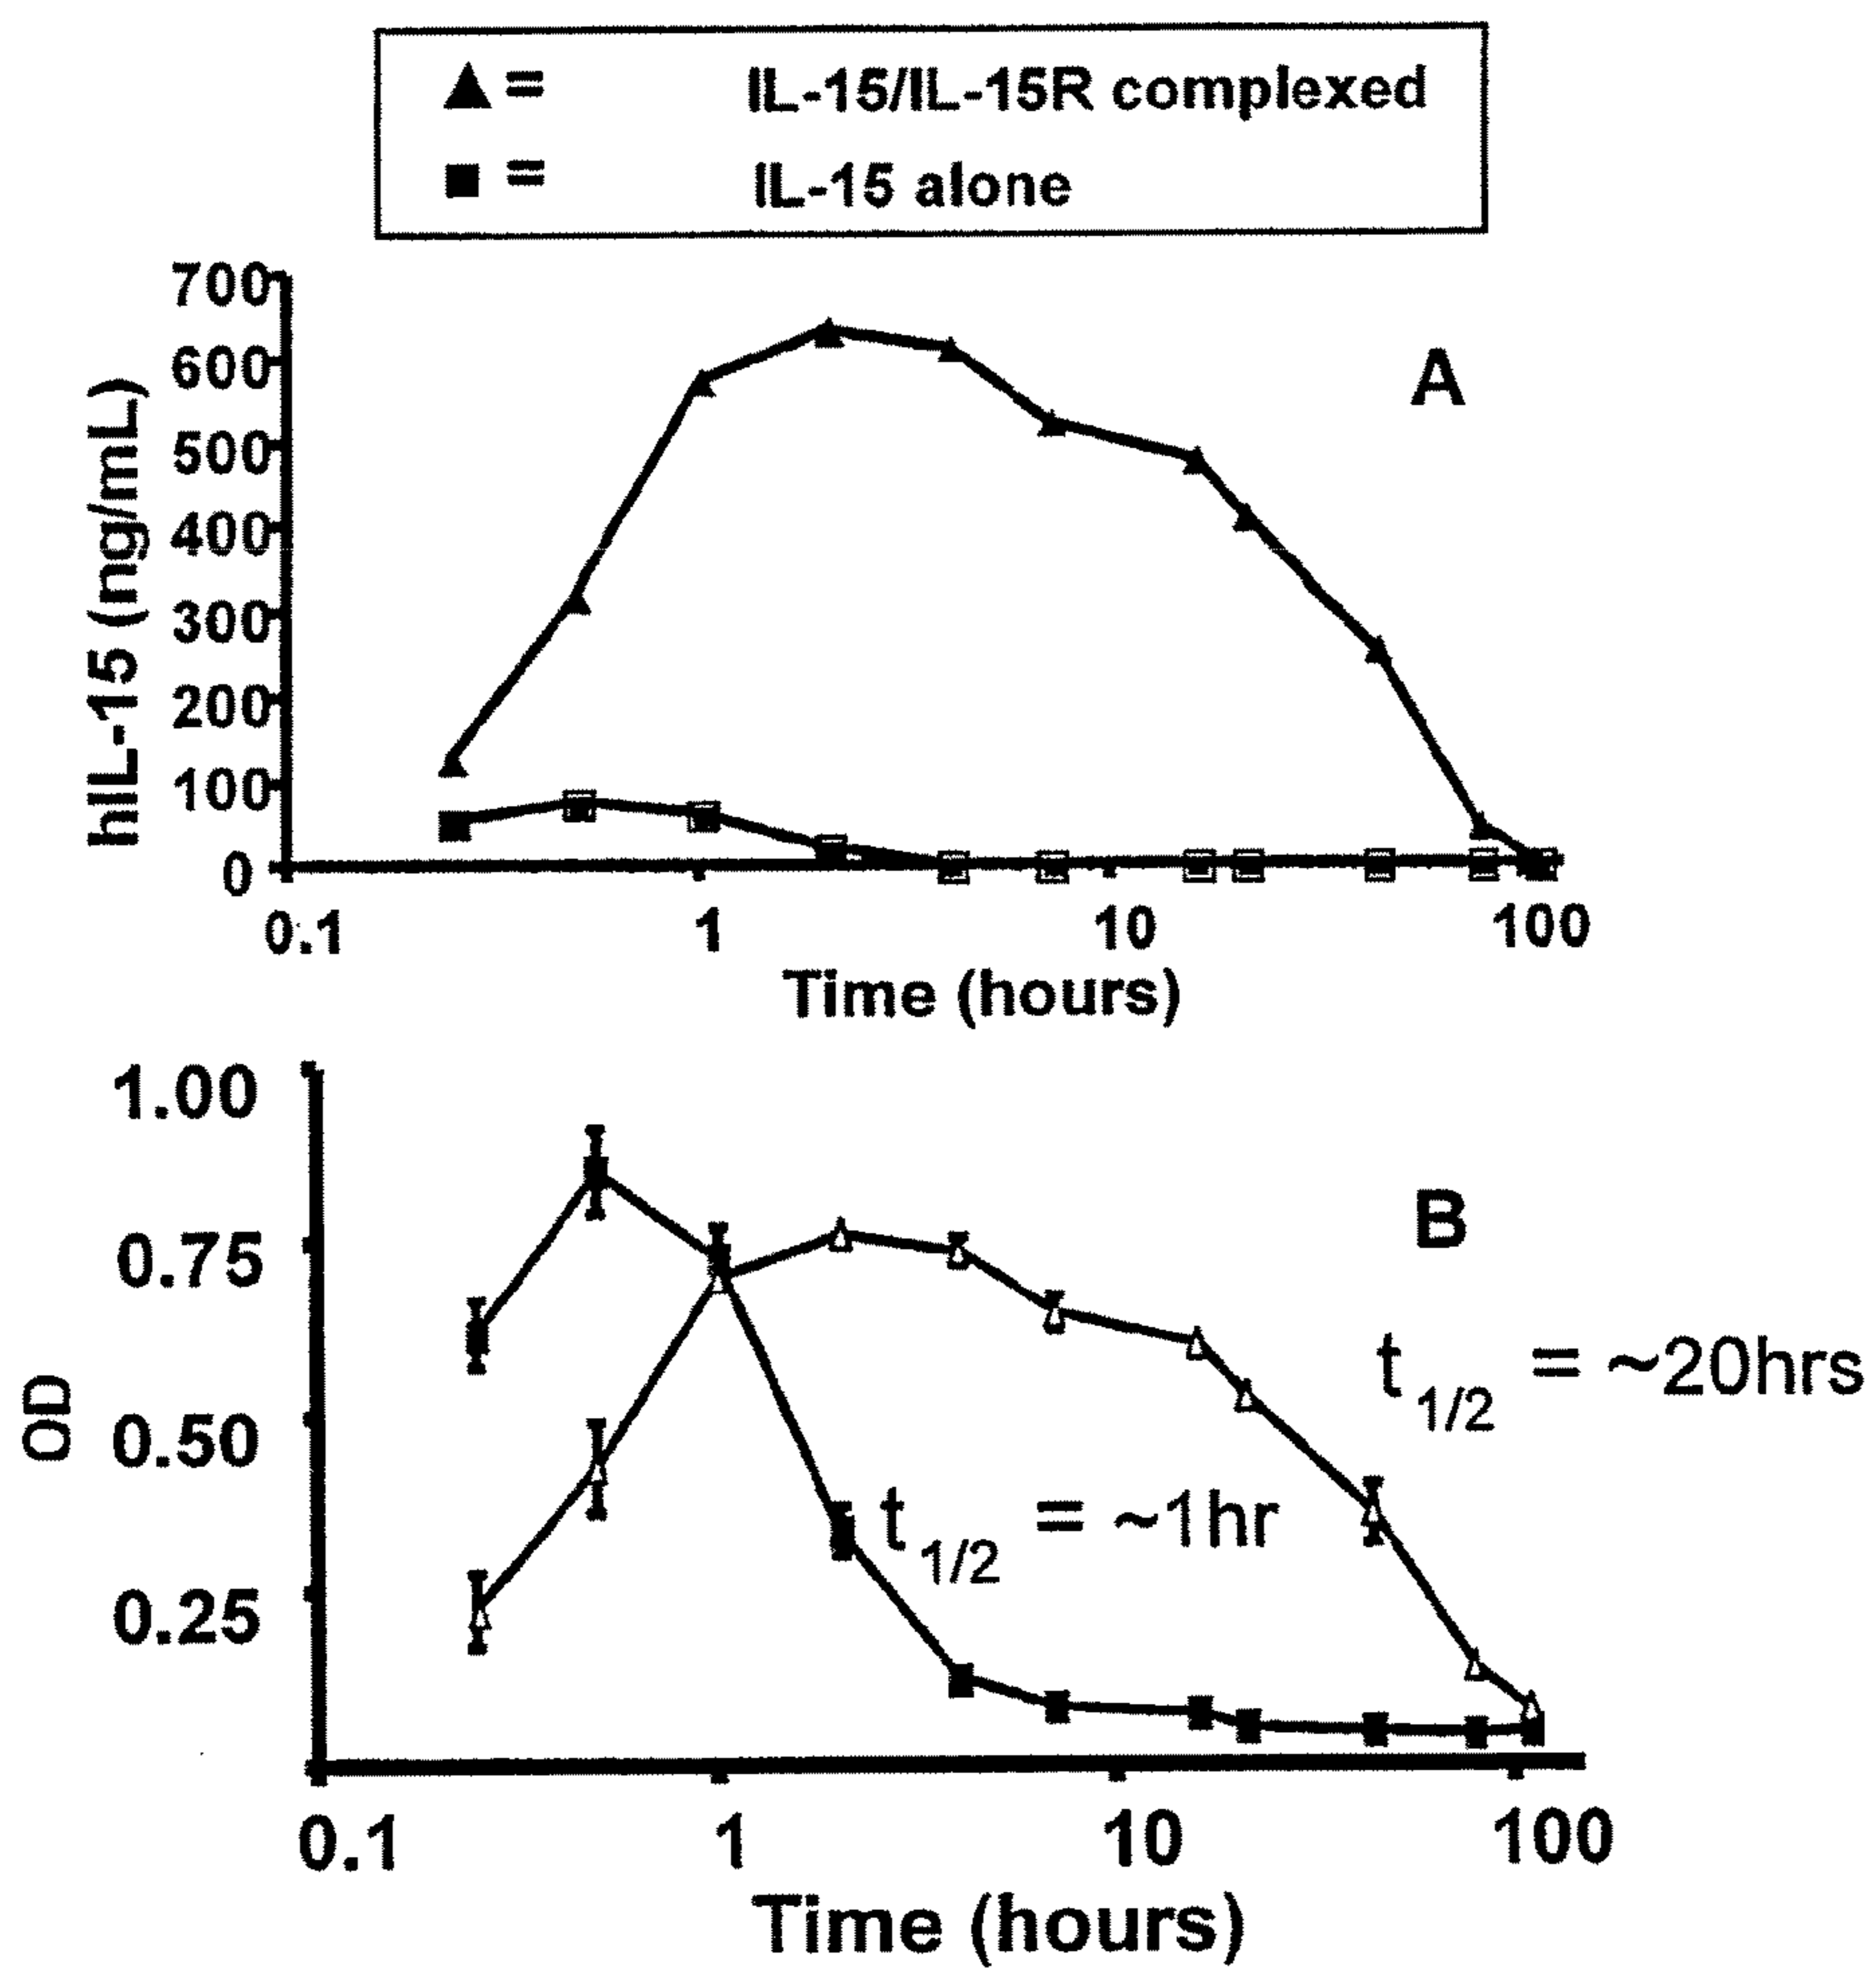 ▲ = IL-15/IL-15R complexed
■ = IL-15 alone
A
hIL-15 (ng/mL)
700
600
500
400
300
200
100
0
0.1 1 10 100
Time (hours)
B
OD
1.00
0.75
0.50
0.25
t1/2 = ~20hrs
t1/2 = ~1hr
0.1 1 10 100
Time (hours)